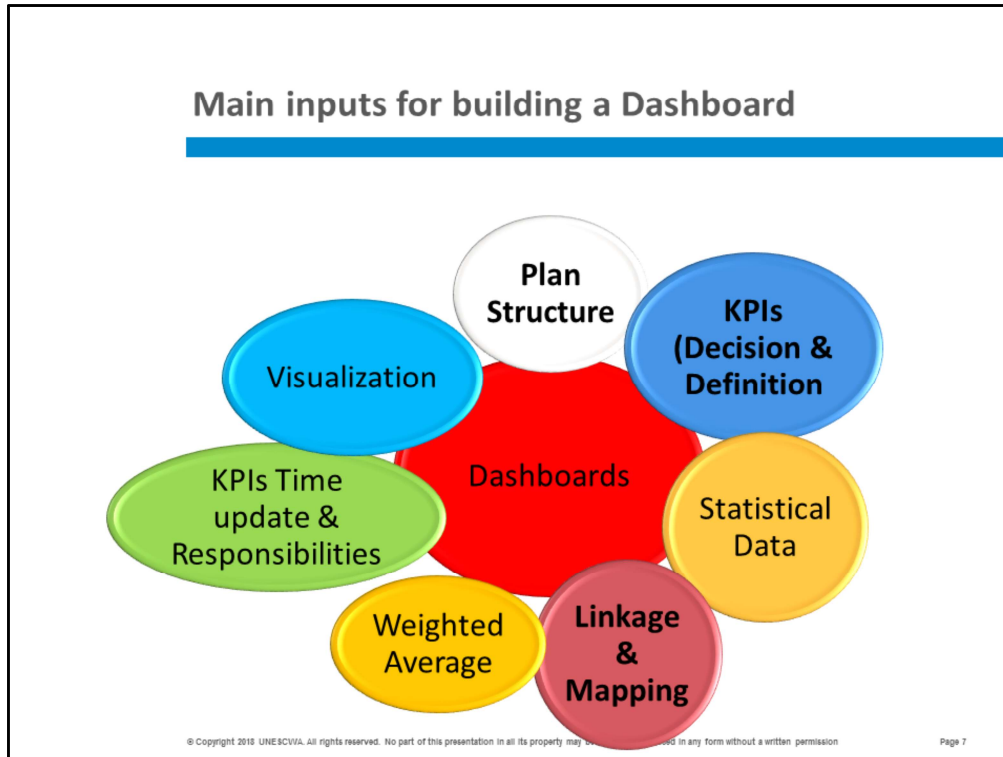 Main inputs for building a Dashboard
Plan
Structure
KPIs
(Decision &
Definition
Visualization
Dashboards
KPIs Time
update &
Responsibilities
Statistical
Data
Weighted
Average
Linkage
&
Mapping
© Copyright 2018 UNESCWA. All rights reserved. No part of this presentation in all its property may in any form without a written permission
Page 7